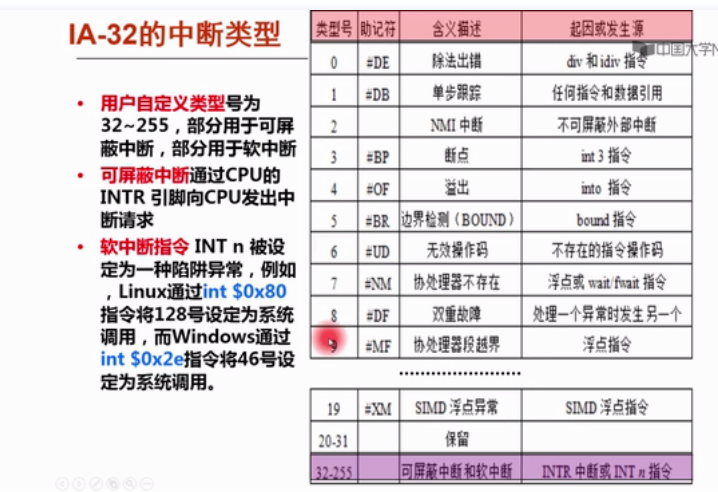 IA-32的中断类型
• 用户自定义类型号为
32~255，部分用于可屏
蔽中断，部分用于软中断
• 可屏蔽中断通过CPU的
INTR 引脚向CPU发出中
断请求
• 软中断指令 INT n 被设
定为一种陷阱异常，例如
，Linux通过int $0x80
指令将128号设定为系统
调用，而Windows通过
int $0x2e指令将46号设
定为系统调用。
类型号 助记符 含义描述 起因或发生源
中国大学M
0 #DE 除法出错 div 和 idiv 指令
1 #DB 单步跟踪 任何指令和数据引用
2 NMI 中断 不可屏蔽外部中断
3 #BP 断点 int 3 指令
4 #OF 溢出 into 指令
5 #BR 边界检测（BOUND） bound 指令
6 #UD 无效操作码 不存在的指令操作码
7 #NM 协处理器不存在 浮点或 wait/fwait 指令
8 #DF 双重故障 处理一个异常时发生另一个
9 #MF 协处理器段越界 浮点指令
........................
19 #XM SIMD 浮点异常 SIMD 浮点指令
20-31 保留
32-255 可屏蔽中断和软中断 INTR 中断或 INT n 指令